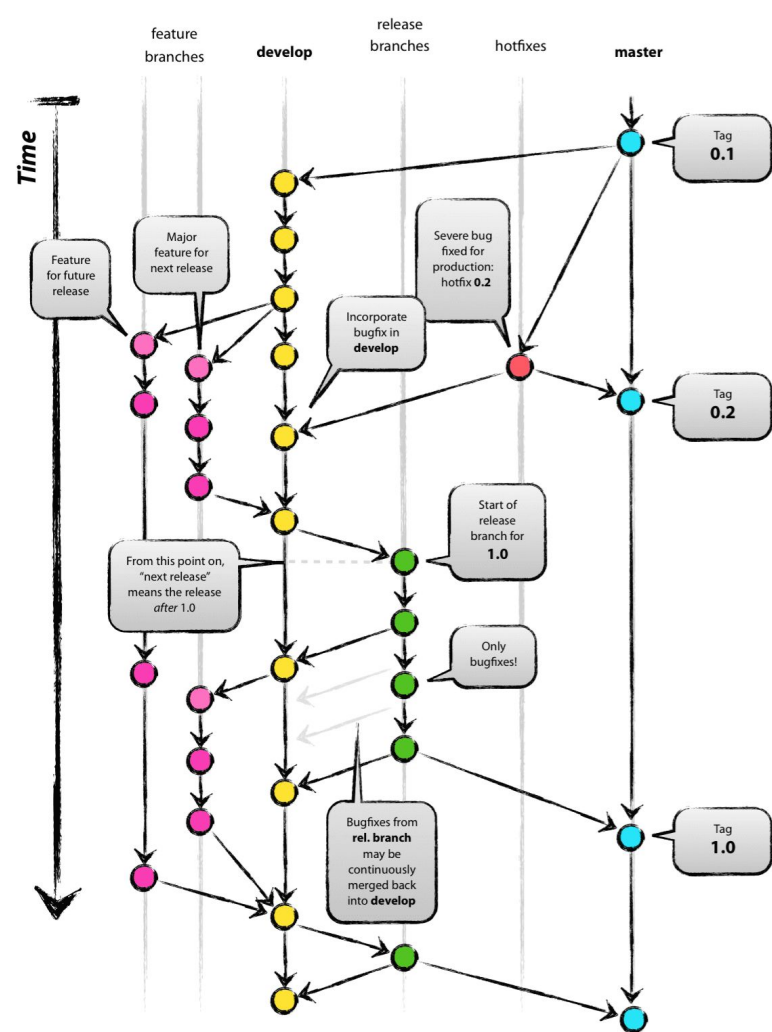 feature
branches
develop
release
branches
hotfixes
master
Time
Tag
0.1
Feature
for future
release
Major
feature for
next release
Severe bug
fixed for
production:
hotfix 0.2
Incorporate
bugfix in
develop
Tag
0.2
Start of
release
branch for
1.0
From this point on,
“next release”
means the release
after 1.0
Only
bugfixes!
Bugfixes from
rel. branch
may be
continuously
merged back
into develop
Tag
1.0